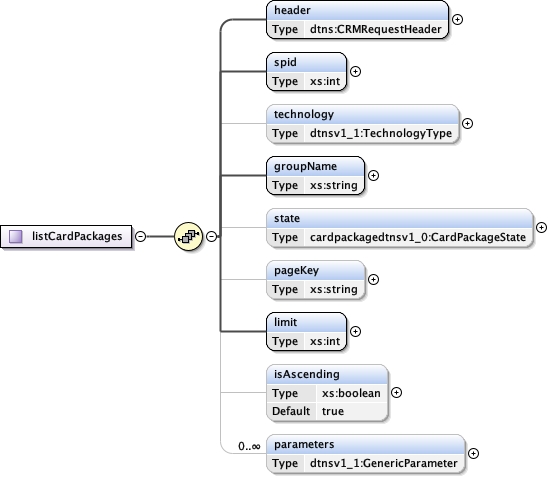 header
Type dtns:CRMRequestHeader
spid
Type xs:int
technology
Type dtnsv1_1:TechnologyType
groupName
Type xs:string
listCardPackages
state
Type cardpackagedtnsv1_0:CardPackageState
pageKey
Type xs:string
limit
Type xs:int
isAscending
Type xs:boolean
Default true
0..∞
parameters
Type dtnsv1_1:GenericParameter